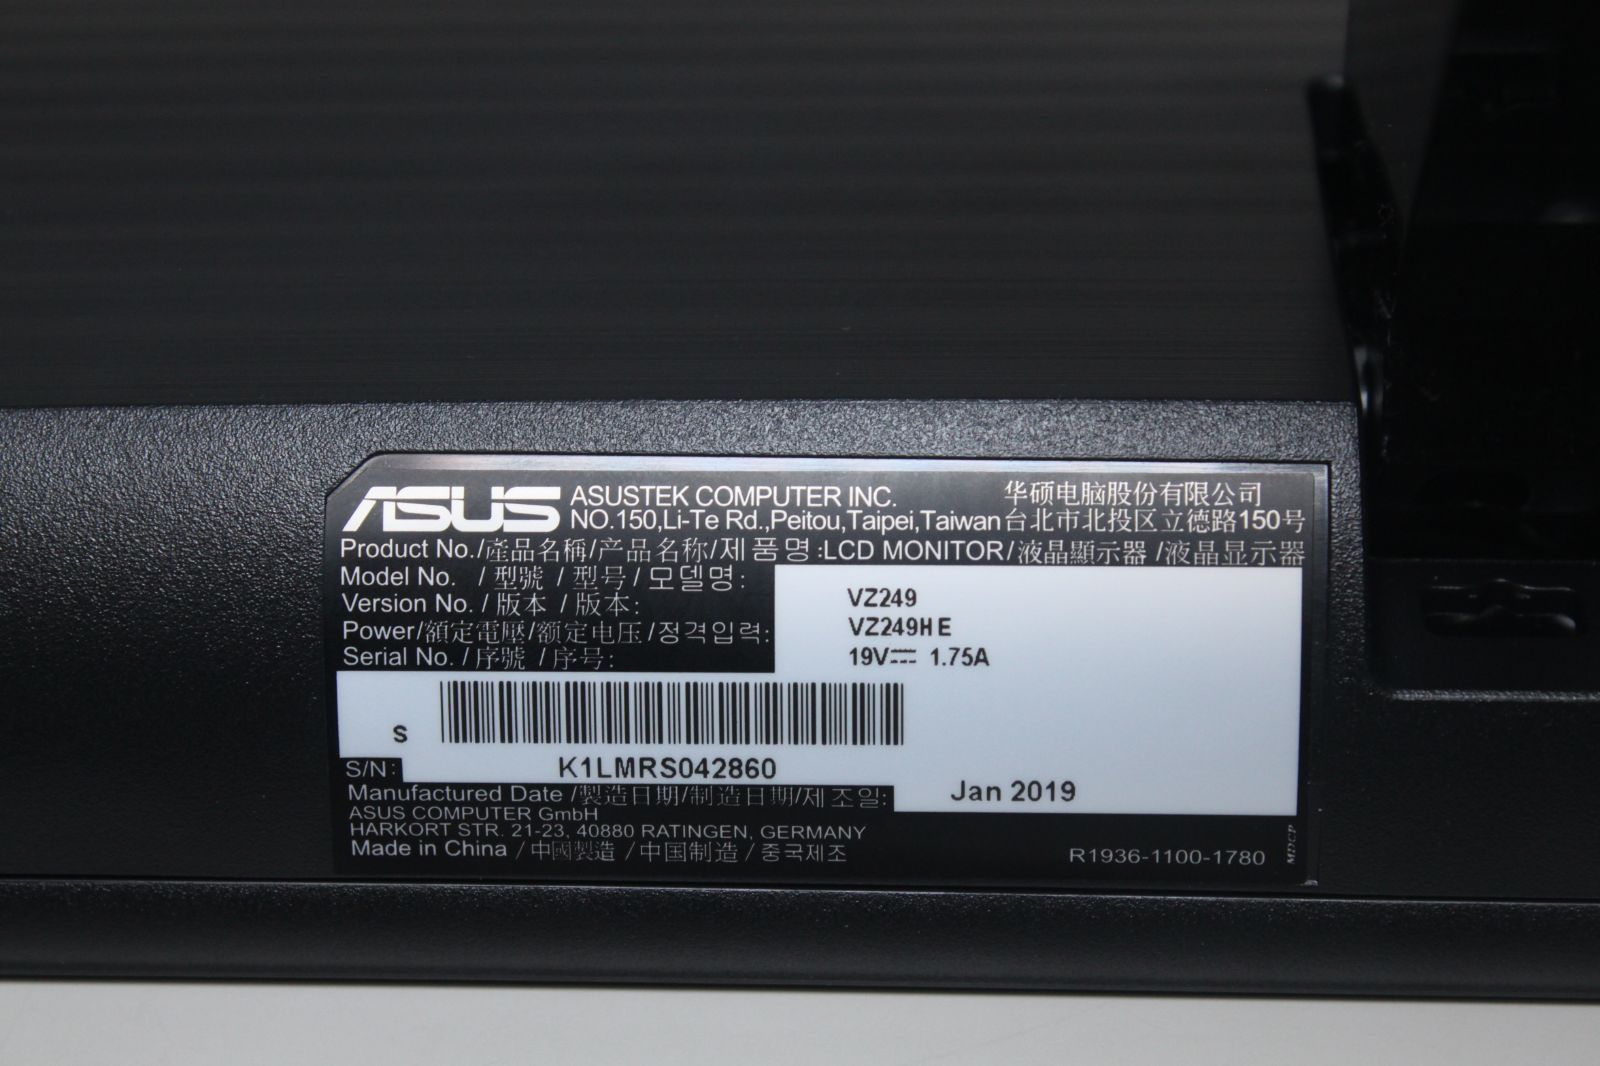 ASUS ASUSTEK COMPUTER INC. 华硕电脑股份有限公司
NO.150,Li-Te Rd.,Peitou,Taipei,Taiwan 台北市北投区立德路150号
Product No./產品名稱/产品名称/제품명:LCD MONITOR/液晶顯示器 /液晶显示器
Model No. / 型號 / 型号 / 모델명: VZ249
Version No. / 版本 / 版本: VZ249HE
Power/額定電壓/额定电压/정격입력: 19V⎓ 1.75A
Serial No. / 序號 / 序号:
S
S/N: K1LMRS042860
Manufactured Date /製造日期/制造日期/제조일: Jan 2019
ASUS COMPUTER GmbH
HARKORT STR. 21-23, 40880 RATINGEN, GERMANY
Made in China / 中國製造 / 中国制造 / 중국제조 R1936-1100-1780
MDCP